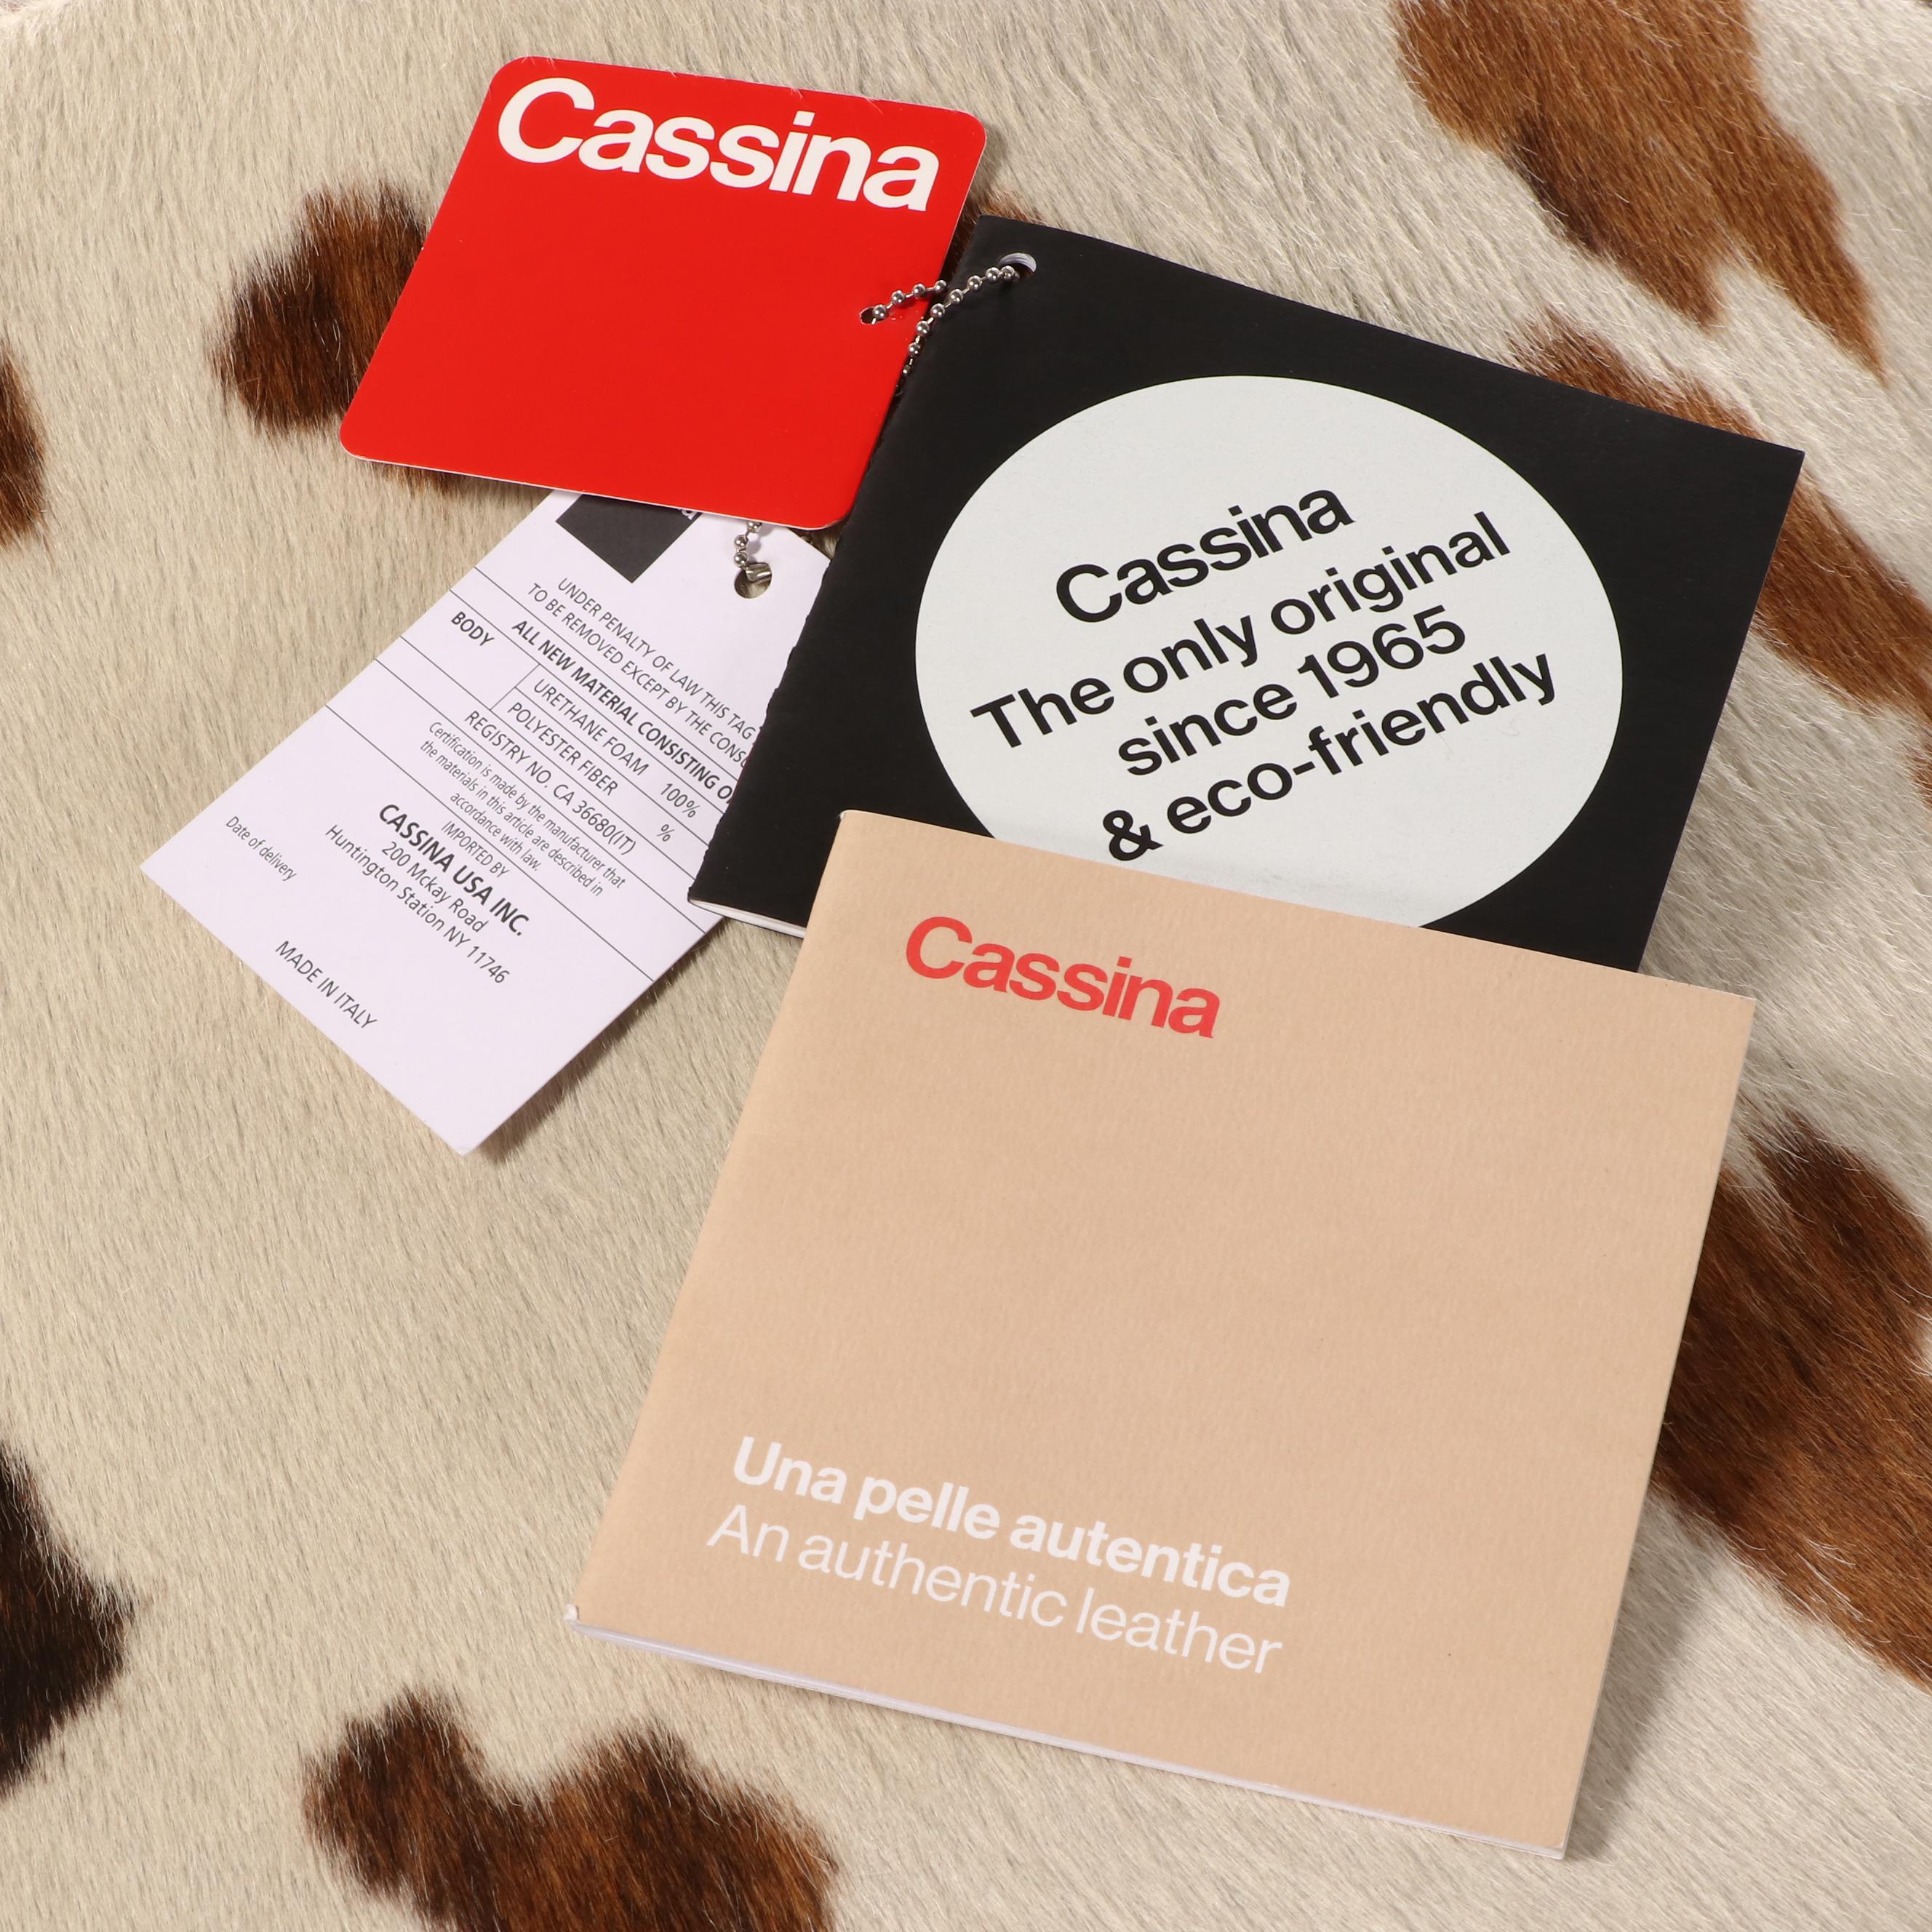 Cassina
Cassina
The only original
since 1965
& eco-friendly
UNDER PENALTY OF LAW THIS TAG
TO BE REMOVED EXCEPT BY THE
ALL NEW MATERIAL CONSISTING
BODY
URETHANE FOAM 100%
POLYESTER FIBER %
REGISTRY NO. CA 36680(IT)
Certification is made by the manufacturer that
the materials in this article are described in
accordance with law.
IMPORTED BY
CASSINA USA INC.
200 Mckay Road
Huntington Station NY 11746
Date of delivery
MADE IN ITALY
Cassina
Una pelle autentica
An authentic leather